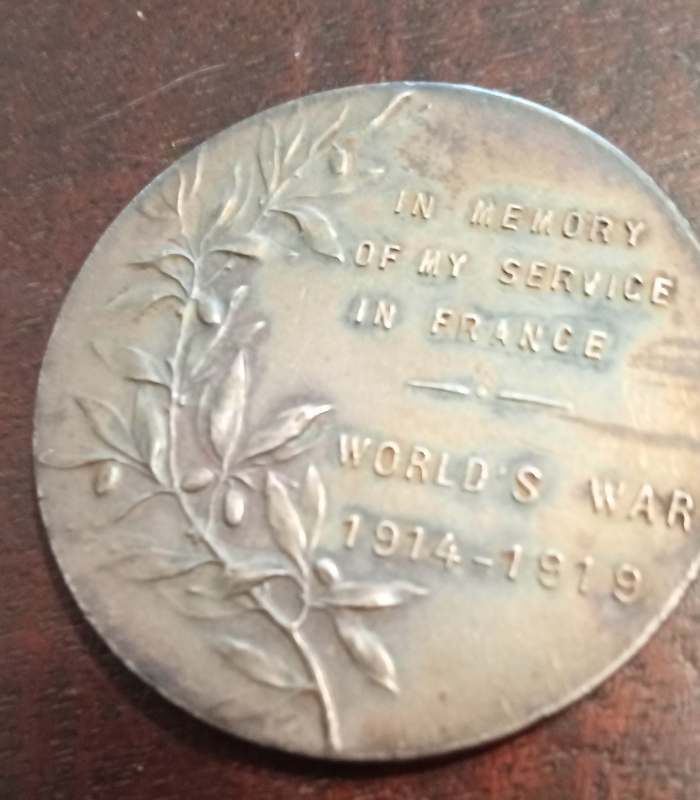 IN MEMORY
OF MY SERVICE
IN FRANCE
WORLD'S WAR
1914-1919